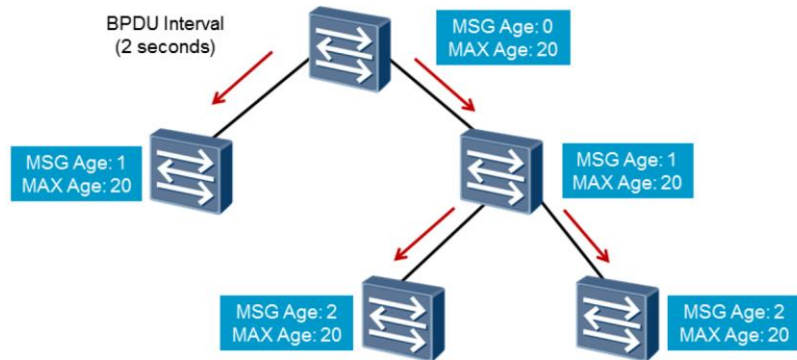 BPDU Interval
(2 seconds)
MSG Age: 0
MAX Age: 20
MSG Age: 1
MAX Age: 20
MSG Age: 1
MAX Age: 20
MSG Age: 2
MAX Age: 20
MSG Age: 2
MAX Age: 20